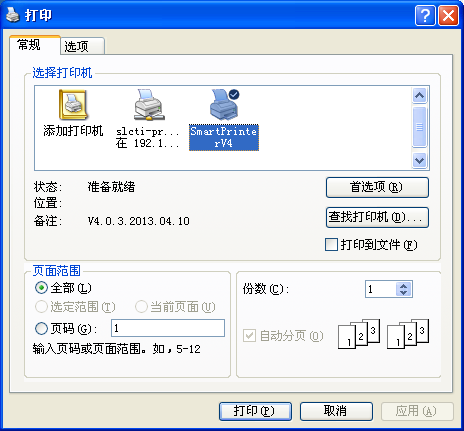 打印
常规
选项
选择打印机
添加打印机
slcti-pr...
在 192.1...
SmartPrinte
rV4
状态: 准备就绪
位置:
备注: V4.0.3.2013.04.10
首选项(R)
查找打印机(D)...
打印到文件(F)
页面范围
全部(L)
选定范围(T) 当前页面(U)
页码(G): 1
输入页码或页面范围。如,5-12
份数(C): 1
自动分页(O)
1 2 3 1 2 3
打印(P) 取消 应用(A)